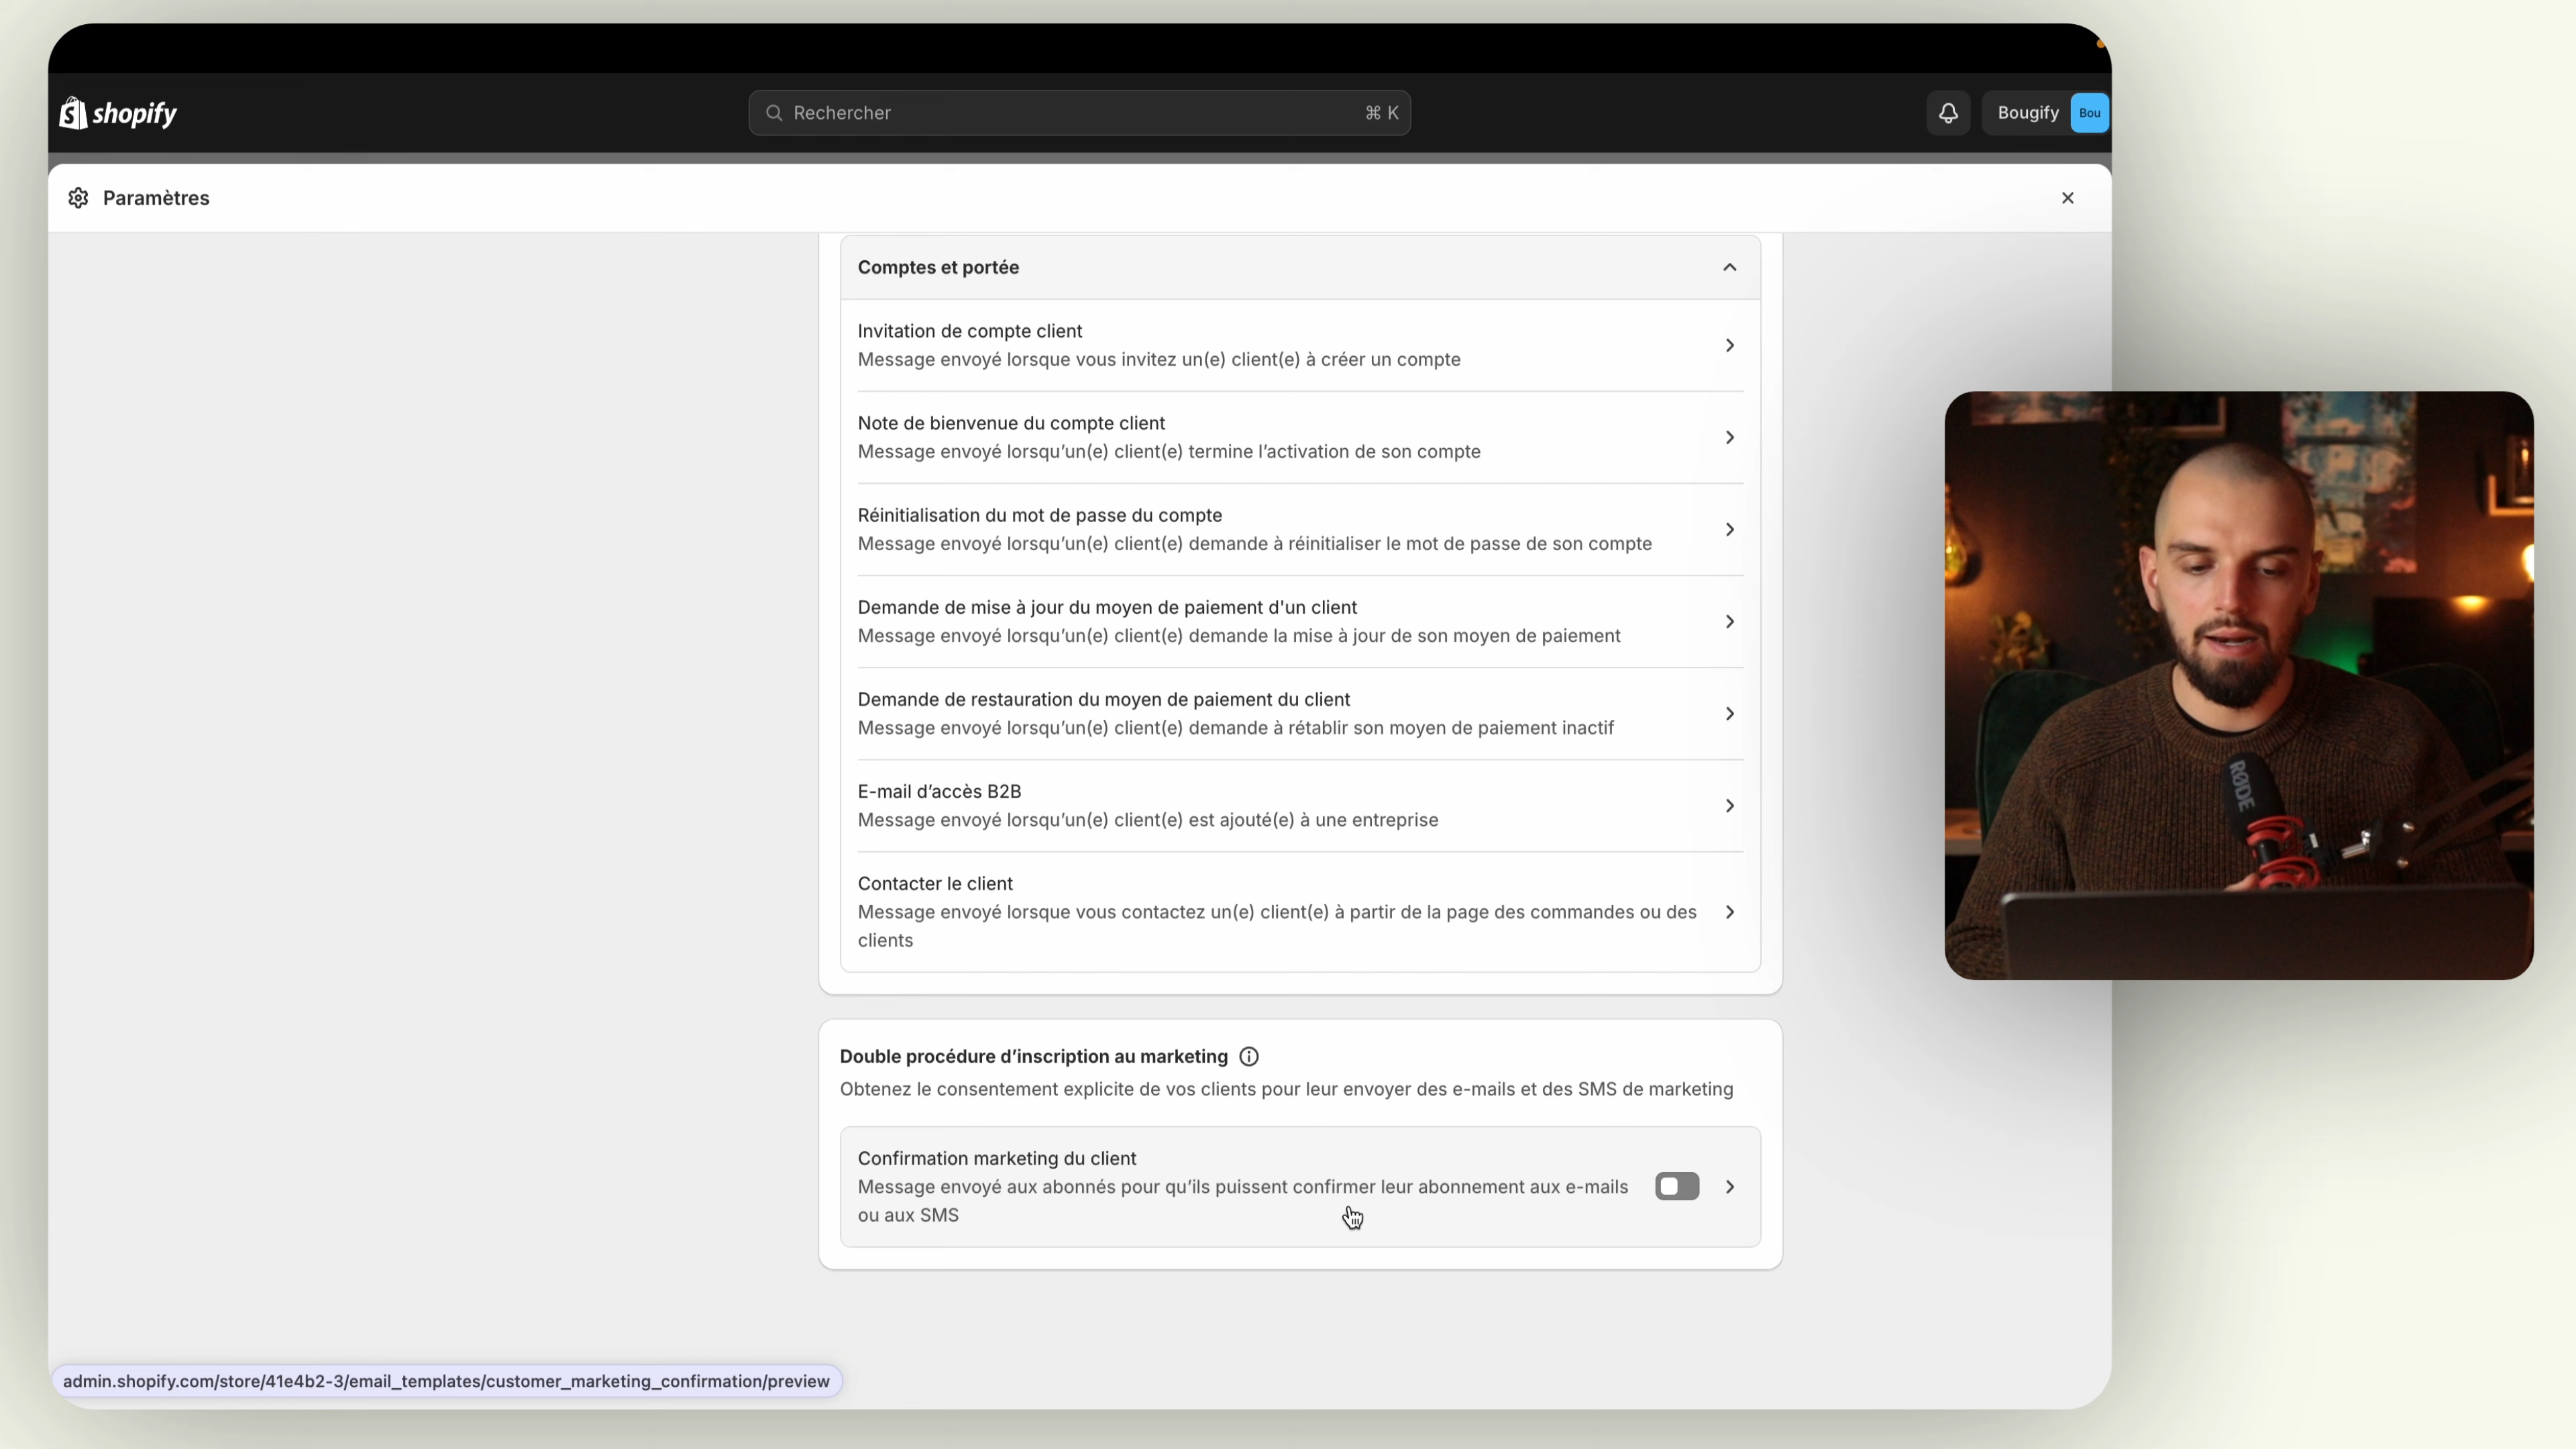 shopify
Rechercher
⌘ K
Bougify
Bou
Paramètres
Comptes et portée
Invitation de compte client
Message envoyé lorsque vous invitez un(e) client(e) à créer un compte
Note de bienvenue du compte client
Message envoyé lorsqu’un(e) client(e) termine l’activation de son compte
Réinitialisation du mot de passe du compte
Message envoyé lorsqu’un(e) client(e) demande à réinitialiser le mot de passe de son compte
Demande de mise à jour du moyen de paiement d'un client
Message envoyé lorsqu’un(e) client(e) demande la mise à jour de son moyen de paiement
Demande de restauration du moyen de paiement du client
Message envoyé lorsqu’un(e) client(e) demande à rétablir son moyen de paiement inactif
E-mail d’accès B2B
Message envoyé lorsqu’un(e) client(e) est ajouté(e) à une entreprise
Contacter le client
Message envoyé lorsque vous contactez un(e) client(e) à partir de la page des commandes ou des
clients
Double procédure d’inscription au marketing
Obtenez le consentement explicite de vos clients pour leur envoyer des e-mails et des SMS de marketing
Confirmation marketing du client
Message envoyé aux abonnés pour qu’ils puissent confirmer leur abonnement aux e-mails
ou aux SMS
admin.shopify.com/store/41e4b2-3/email_templates/customer_marketing_confirmation/preview
RØDE